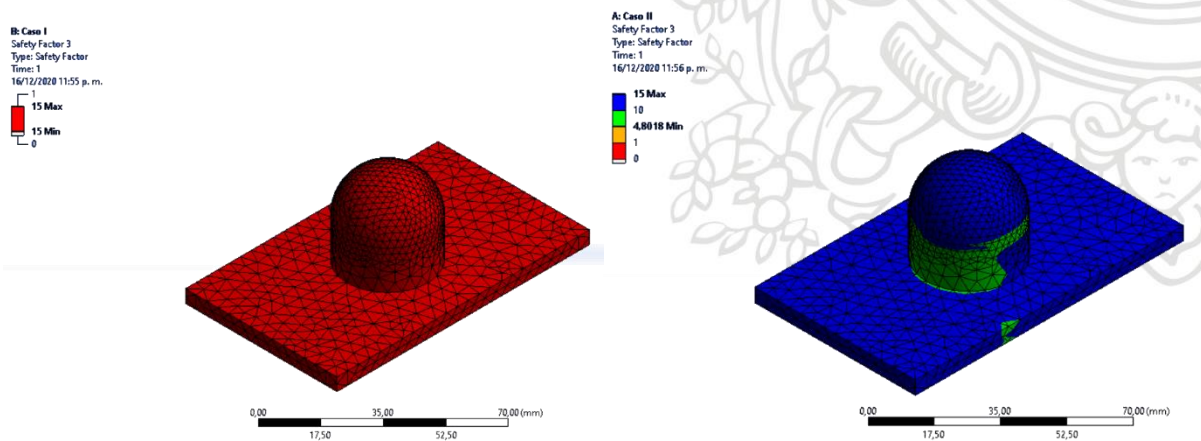 B: Caso I
Safety Factor 3
Type: Safety Factor
Time: 1
16/12/2020 11:55 p. m.
1
15 Max
15 Min
0
0,00 35,00 70,00 (mm)
17,50 52,50
A: Caso II
Safety Factor 3
Type: Safety Factor
Time: 1
16/12/2020 11:56 p. m.
15 Max
10
4,8018 Min
1
0
0,00 35,00 70,00 (mm)
17,50 52,50